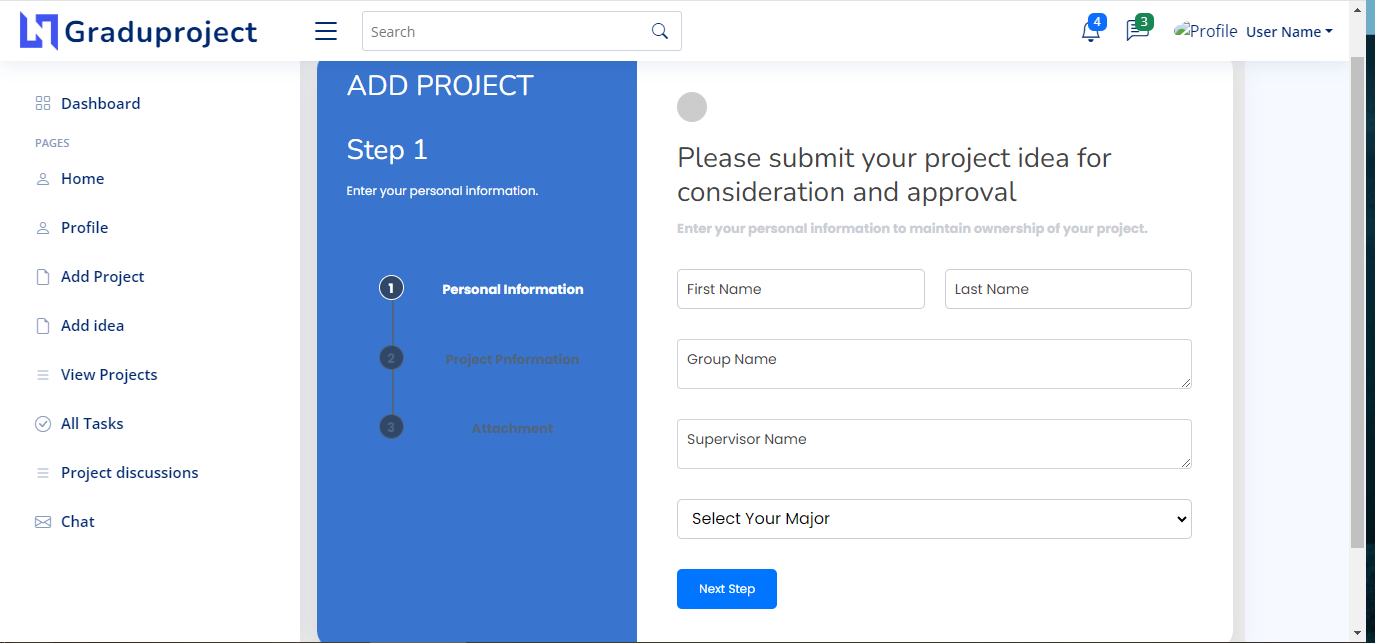 Graduproject
Search
4
3
Profile
User Name
Dashboard
PAGES
Home
Profile
Add Project
Add idea
View Projects
All Tasks
Project discussions
Chat
ADD PROJECT
Step 1
Enter your personal information.
1 Personal Information
2 Project Pnformation
3 Attachment
Please submit your project idea for
consideration and approval
Enter your personal information to maintain ownership of your project.
First Name
Last Name
Group Name
Supervisor Name
Select Your Major
Next Step